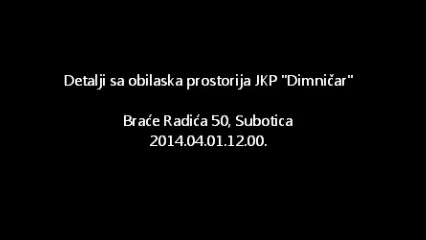 Detalji sa obilaska prostorija JKP "Dimničar"
Braće Radića 50, Subotica
2014.04.01.12.00.